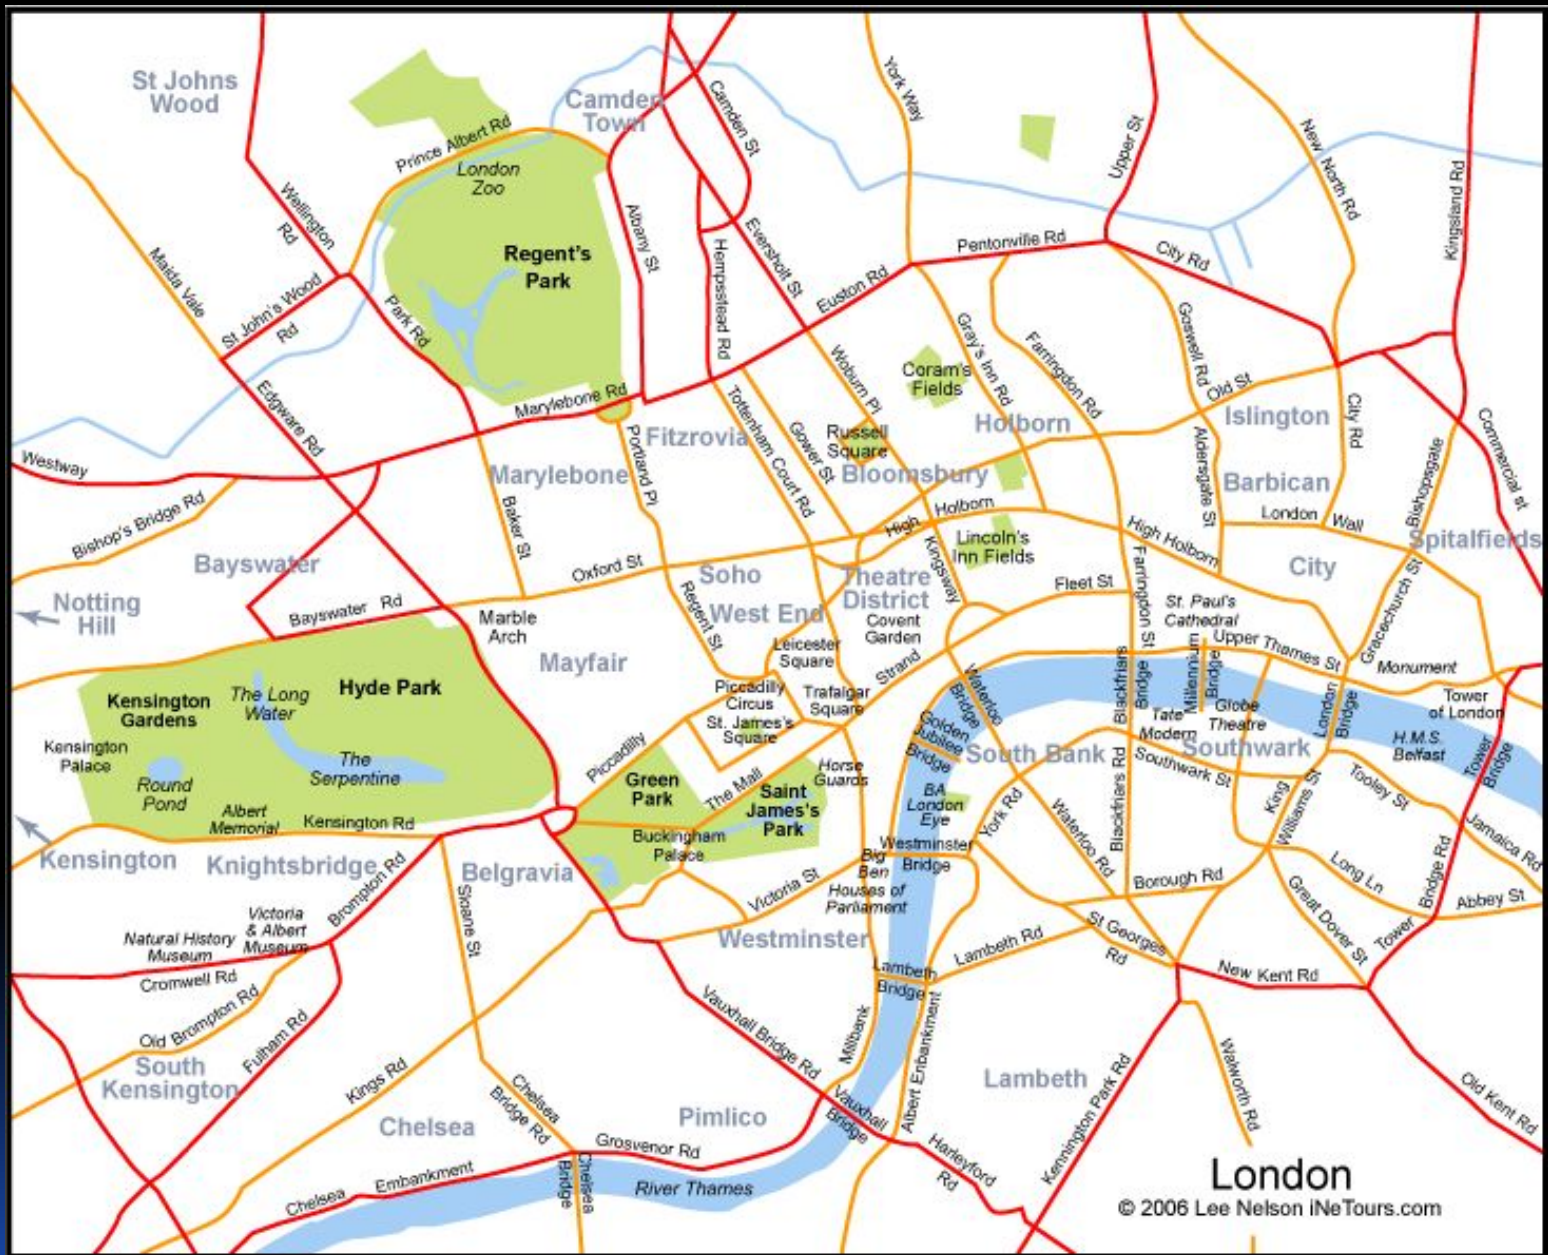 St Johns
Wood
Camden
Town
Prince Albert Rd
London
Zoo
Camden St
York Way
Upper St
New North Rd
Kingsland Rd
Wellington
Rd
Albany St
Regent's
Park
Eversholt St
Hempsstead Rd
Pentonville Rd
City Rd
Maida Vale
St John's Wood
Rd
Park Rd
Euston Rd
Goswell Rd
Gray's Inn Rd
Farringdon Rd
Woburn Pl
Coram's
Fields
Old St
Edgware Rd
Marylebone Rd
Tottenham Court Rd
Gower St
Russell
Square
Holborn
Islington
City Rd
Commercial st
Westway
Fitzrovia
Portland Pl
Marylebone
Bloomsbury
Aldersgate St
Barbican
Bishopsgate
Bishop's Bridge Rd
Baker St
High
Holborn
London
Wall
Bayswater
Oxford St
Soho
Theatre
District
Lincoln's
Inn Fields
Kingsway
High Holborn
City
Spitalfields
Notting
Hill
Bayswater Rd
Marble
Arch
Regent St
West End
Covent
Garden
Fleet St
Farringdon St
St. Paul's
Cathedral
Gracechurch St
Mayfair
Leicester
Square
Strand
Upper Thames St
Monument
Kensington
Gardens
The Long
Water
Hyde Park
Piccadilly
Circus
Trafalgar
Square
Waterloo
Bridge
Blackfriars
Bridge
Millennium
Bridge
London
Bridge
Tower
of London
St. James's
Square
Golden
Jubilee
Bridge
Tate
Modern
Globe
Theatre
H.M.S.
Belfast
Tower
Bridge
Kensington
Palace
Round
Pond
The
Serpentine
Piccadilly
Green
Park
The Mall
Horse
Guards
South Bank
Southwark
Southwark St
Tooley St
Albert
Memorial
Kensington Rd
Saint
James's
Park
BA
London
Eye
York Rd
Waterloo Rd
Blackfriars Rd
King
Williams St
Jamaica Rd
Buckingham
Palace
Westminster
Bridge
Kensington
Knightsbridge
Belgravia
Big
Ben
Houses of
Parliament
Victoria St
Borough Rd
Long Ln
Tower
Bridge Rd
Abbey St
Brompton Rd
Sloane St
Great Dover St
Victoria
& Albert
Museum
Natural History
Museum
Westminster
St Georges
Rd
Lambeth Rd
Cromwell Rd
Lambeth
Bridge
New Kent Rd
Old Brompton Rd
Fulham Rd
Vauxhall Bridge Rd
Millbank
Albert Enbankment
South
Kensington
Kings Rd
Chelsea
Bridge Rd
Lambeth
Kennington Park Rd
Walworth Rd
Old Kent Rd
Chelsea
Pimlico
Vauxhall
Bridge
Grosvenor Rd
Harleyford
Rd
Chelsea
Embankment
Chelsea
Bridge
River Thames
London
© 2006 Lee Nelson iNeTours.com